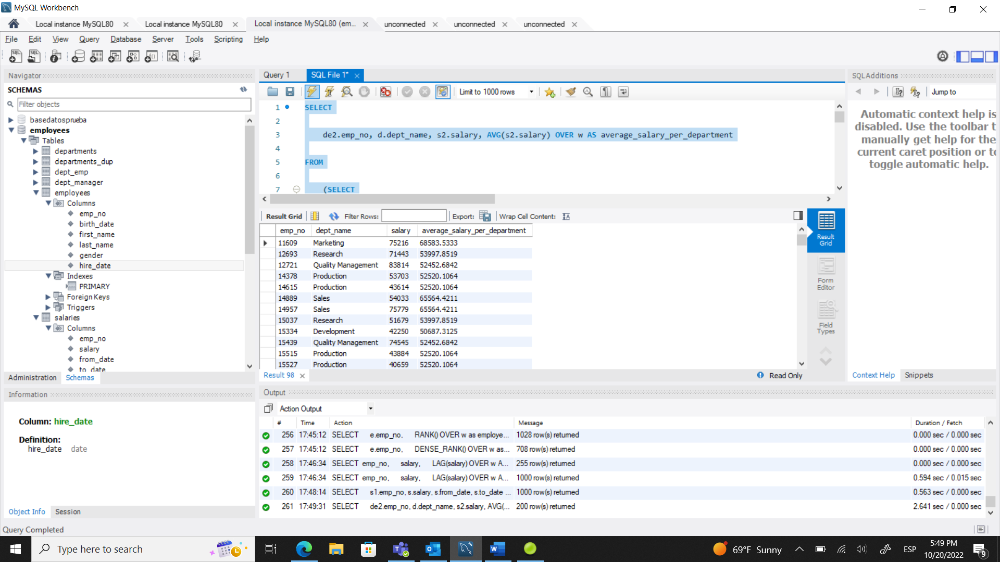 MySQL Workbench
Local instance MySQL80
Local instance MySQL80
Local instance MySQL80 (em...
unconnected
unconnected
unconnected
File Edit View Query Database Server Tools Scripting Help
Navigator
SCHEMAS
Filter objects
basedatosprueba
employees
Tables
departments
departments_dup
dept_emp
dept_manager
employees
Columns
emp_no
birth_date
first_name
last_name
gender
hire_date
Indexes
PRIMARY
Foreign Keys
Triggers
salaries
Columns
emp_no
salary
from_date
to_date
Administration Schemas
Information
Column: hire_date
Definition:
hire_date date
Object Info Session
Query Completed
Query 1 SQL File 1*
Limit to 1000 rows
1 SELECT
2
3 de2.emp_no, d.dept_name, s2.salary, AVG(s2.salary) OVER w AS average_salary_per_department
4
5 FROM
6
7 (SELECT
Result Grid Filter Rows: Export: Wrap Cell Content:
emp_no dept_name salary average_salary_per_department
11609 Marketing 75216 68583.5333
12693 Research 71443 53997.8519
12721 Quality Management 83814 52452.6842
14378 Production 53703 52520.1064
14615 Production 43614 52520.1064
14889 Sales 54033 65564.4211
14957 Sales 75779 65564.4211
15037 Research 51679 53997.8519
15334 Development 42250 50687.3125
15439 Quality Management 74545 52452.6842
15515 Production 43884 52520.1064
15527 Production 40659 52520.1064
Result Grid
Form Editor
Field Types
Result 98
Read Only
SQLAdditions
Jump to
Automatic context help is
disabled. Use the toolbar t
manually get help for the
current caret position or to
toggle automatic help.
Context Help Snippets
Output
Action Output
# Time Action Message Duration / Fetch
256 17:45:12 SELECT e.emp_no, RANK() OVER w as employe... 1028 row(s) returned 0.000 sec / 0.000 sec
257 17:45:12 SELECT e.emp_no, DENSE_RANK() OVER w as... 708 row(s) returned 0.000 sec / 0.000 sec
258 17:46:34 SELECT emp_no, salary, LAG(salary) OVER w A... 255 row(s) returned 0.000 sec / 0.000 sec
259 17:46:34 SELECT emp_no, salary, LAG(salary) OVER w A... 1000 row(s) returned 0.594 sec / 0.015 sec
260 17:48:14 SELECT s1.emp_no, s.salary, s.from_date, s.to_date ... 1000 row(s) returned 0.563 sec / 0.000 sec
261 17:49:31 SELECT de2.emp_no, d.dept_name, s2.salary, AVG(... 200 row(s) returned 2.641 sec / 0.000 sec
Type here to search
69°F Sunny
ESP
5:49 PM
10/20/2022
9